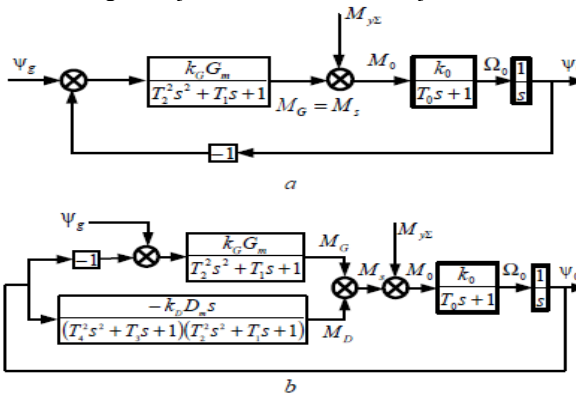 M_yΣ
ψ_g
k_G G_m
T_2^2 s^2 + T_1 s + 1
M_G = M_s
M_0
k_0
T_0 s + 1
Ω_0
1
s
ψ
-1
a
ψ_g
-1
k_G G_m
T_2^2 s^2 + T_1 s + 1
M_G
M_yΣ
M_s
M_0
k_0
T_0 s + 1
Ω_0
1
s
ψ_0
-k_D D_m s
(T_4^2 s^2 + T_3 s + 1)(T_2^2 s^2 + T_1 s + 1)
M_D
b